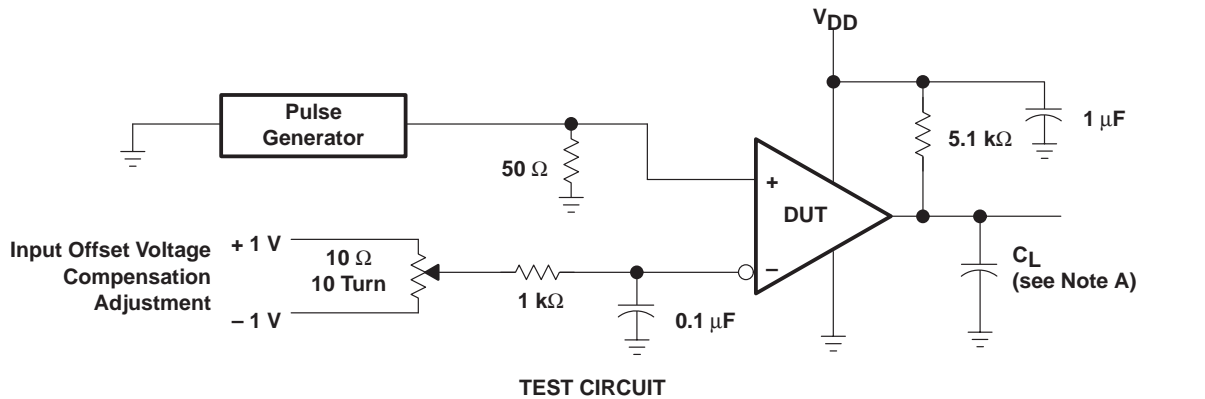 VDD
Pulse
Generator
1 μF
5.1 kΩ
50 Ω
+
DUT
–
Input Offset Voltage
Compensation
Adjustment
+ 1 V
10 Ω
10 Turn
– 1 V
1 kΩ
0.1 μF
CL
(see Note A)
TEST CIRCUIT